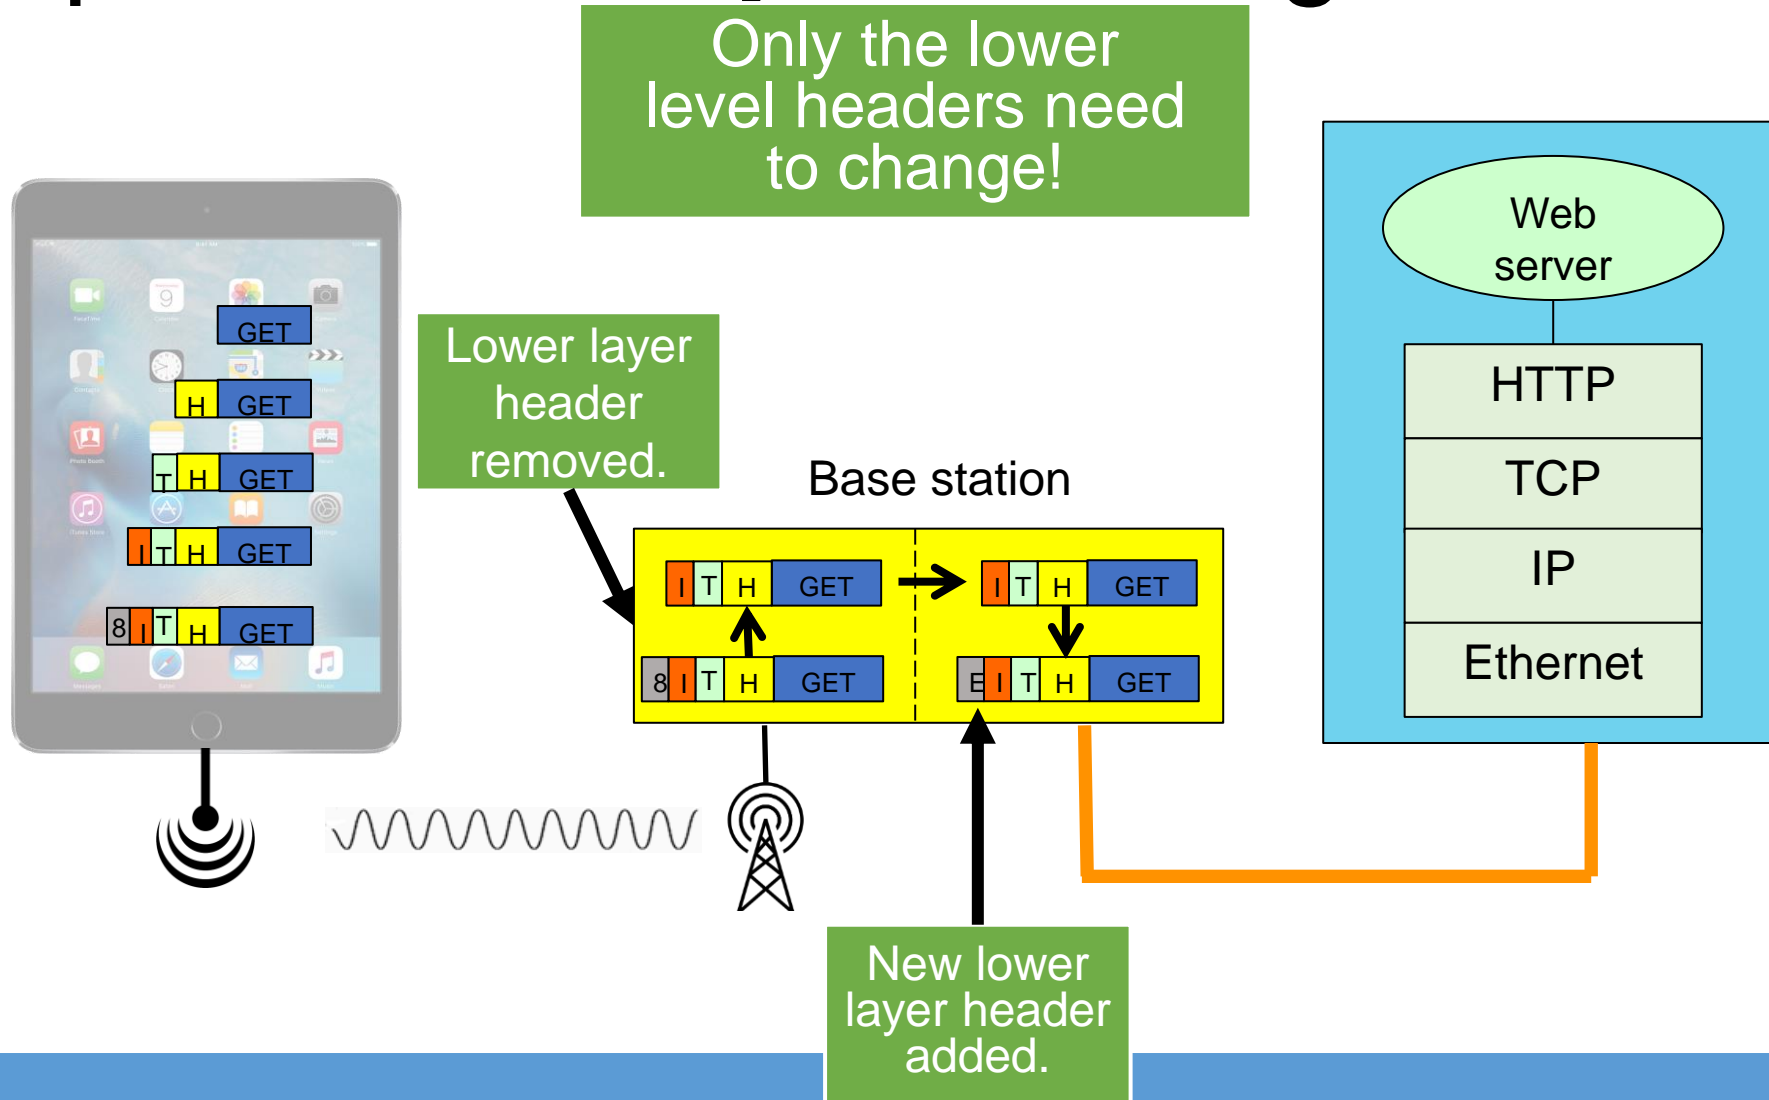 Only the lower
level headers need
to change!
Web
server
HTTP
TCP
IP
Ethernet
9
GET
H GET
T H GET
I T H GET
8 I T H GET
Lower layer
header
removed.
Base station
I T H GET
I T H GET
8 I T H GET
E I T H GET
New lower
layer header
added.